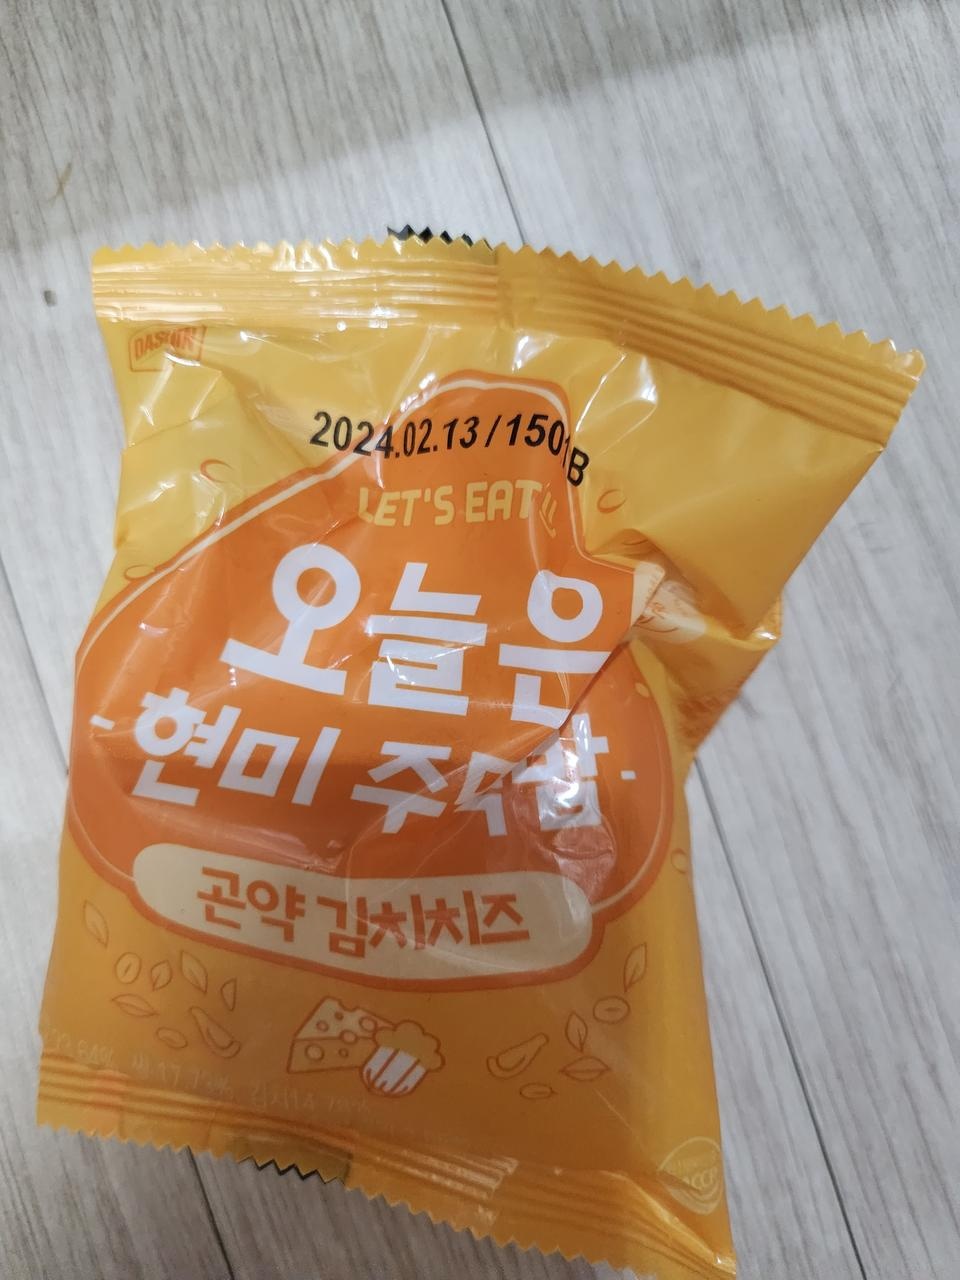 DASHIN
2024.02.13/1501B
LET'S EAT
오늘은
현미 주먹밥
곤약 김치치즈